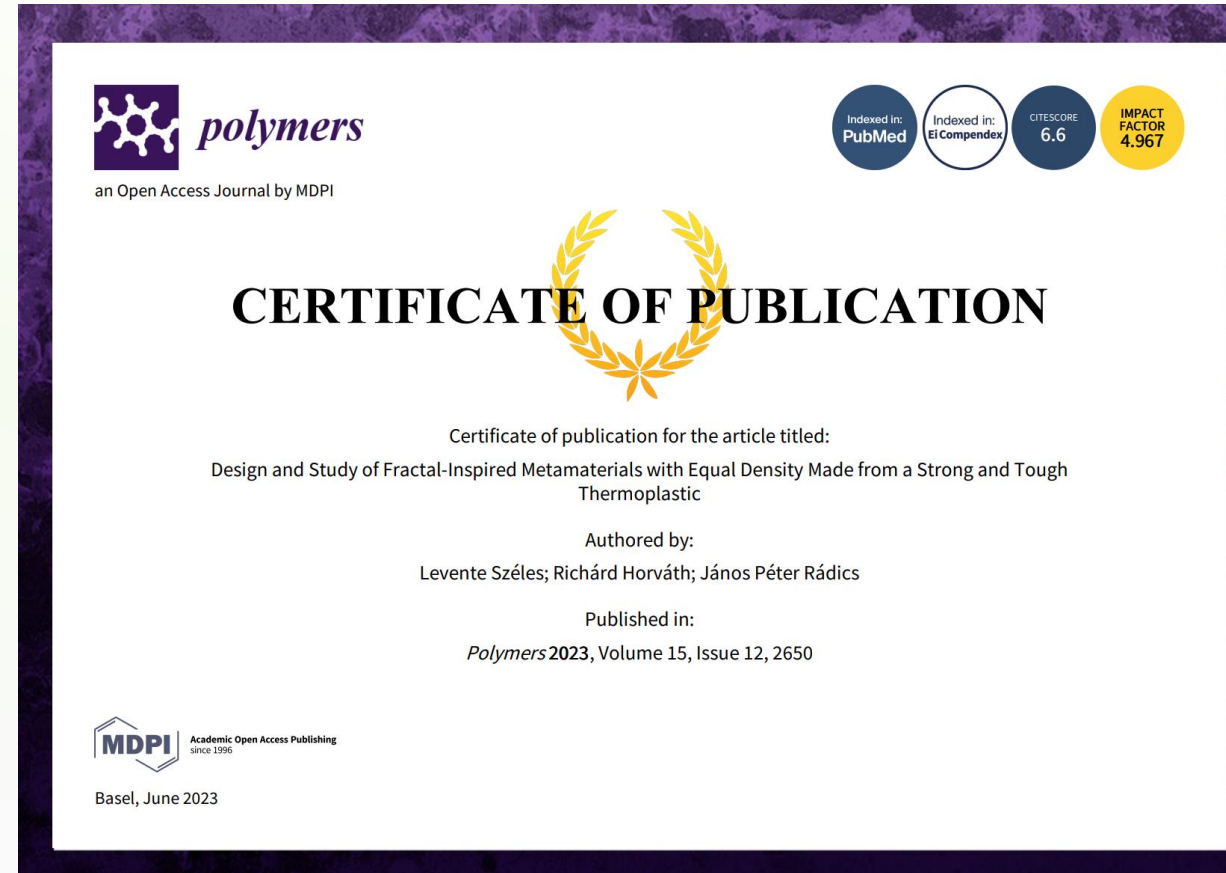 polymers
an Open Access Journal by MDPI
Indexed in:
PubMed
Indexed in:
Ei Compendex
CITESCORE
6.6
IMPACT
FACTOR
4.967
CERTIFICATE OF PUBLICATION
Certificate of publication for the article titled:
Design and Study of Fractal-Inspired Metamaterials with Equal Density Made from a Strong and Tough
Thermoplastic
Authored by:
Levente Széles; Richárd Horváth; János Péter Rádics
Published in:
Polymers 2023, Volume 15, Issue 12, 2650
MDPI
Academic Open Access Publishing
since 1996
Basel, June 2023